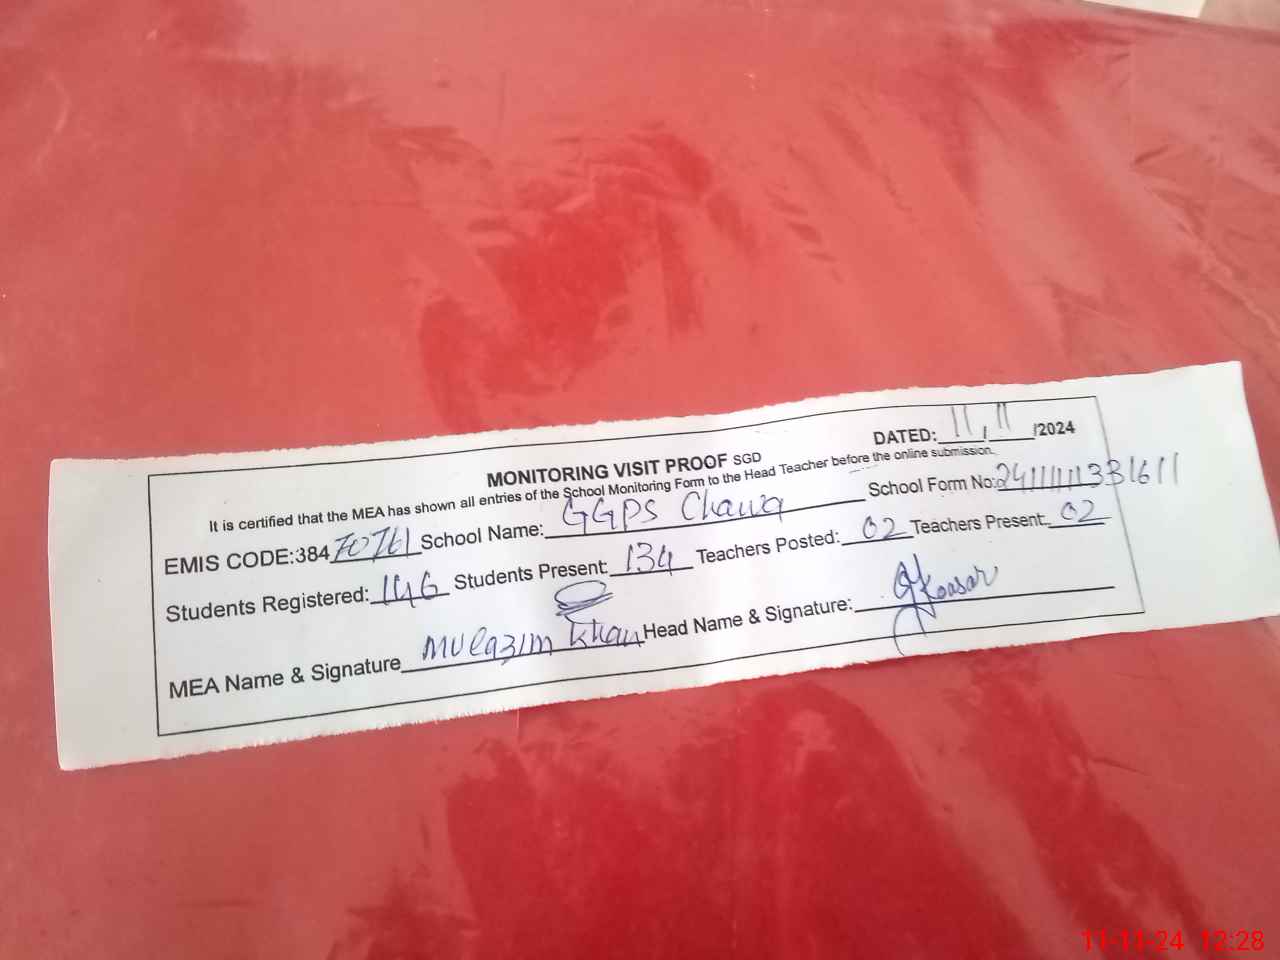 MONITORING VISIT PROOF SGD DATED: 11, 11 /2024
It is certified that the MEA has shown all entries of the School Monitoring Form to the Head Teacher before the online submission.
EMIS CODE:384 70761 School Name: GGPS Chawa School Form No:
Students Registered: 146 Students Present: 134 Teachers Posted: 02 Teachers Present: 02
MEA Name & Signature Mulazim Khan Head Name & Signature: Koasar
11-11-24 12:28